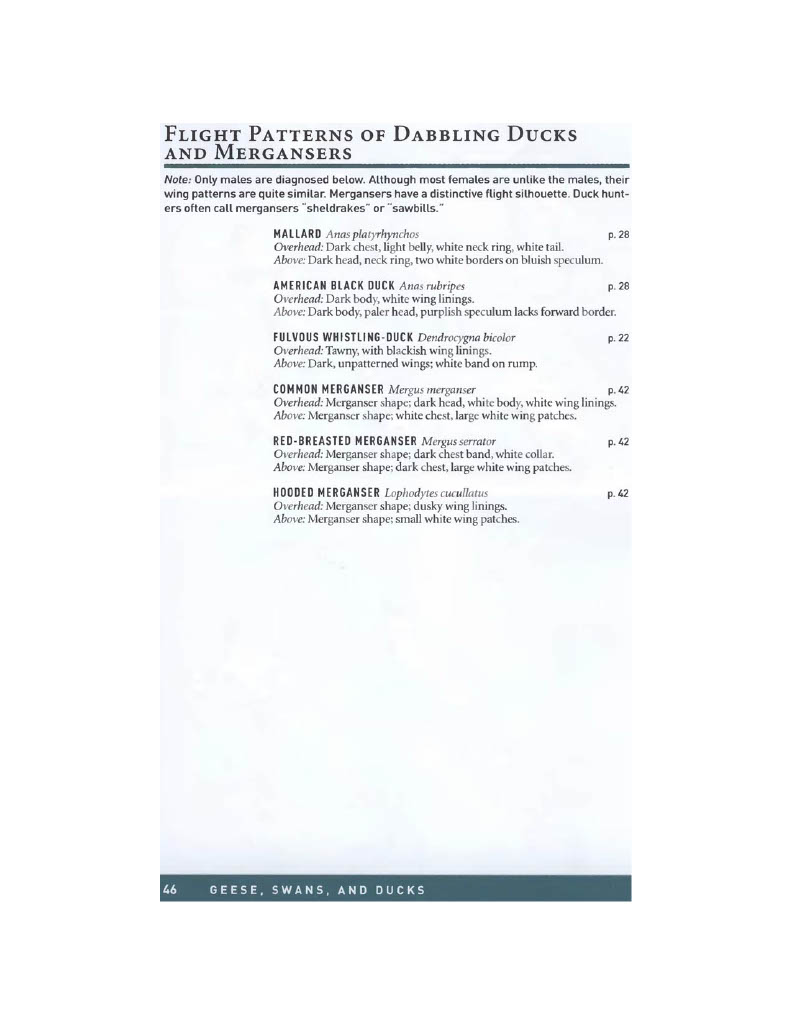 FLIGHT PATTERNS OF DABBLING DUCKS
AND MERGANSERS
Note: Only males are diagnosed below. Although most females are unlike the males, their
wing patterns are quite similar. Mergansers have a distinctive flight silhouette. Duck hunt-
ers often call mergansers "sheldrakes" or "sawbills."
MALLARD Anas platyrhynchos p. 28
Overhead: Dark chest, light belly, white neck ring, white tail.
Above: Dark head, neck ring, two white borders on bluish speculum.
AMERICAN BLACK DUCK Anas rubripes p. 28
Overhead: Dark body, white wing linings.
Above: Dark body, paler head, purplish speculum lacks forward border.
FULVOUS WHISTLING-DUCK Dendrocygna bicolor p. 22
Overhead: Tawny, with blackish wing linings.
Above: Dark, unpatterned wings; white band on rump.
COMMON MERGANSER Mergus merganser p. 42
Overhead: Merganser shape; dark head, white body, white wing linings.
Above: Merganser shape; white chest, large white wing patches.
RED-BREASTED MERGANSER Mergus serrator p. 42
Overhead: Merganser shape; dark chest band, white collar.
Above: Merganser shape; dark chest, large white wing patches.
HOODED MERGANSER Lophodytes cucullatus p. 42
Overhead: Merganser shape; dusky wing linings.
Above: Merganser shape; small white wing patches.
46 GEESE, SWANS, AND DUCKS